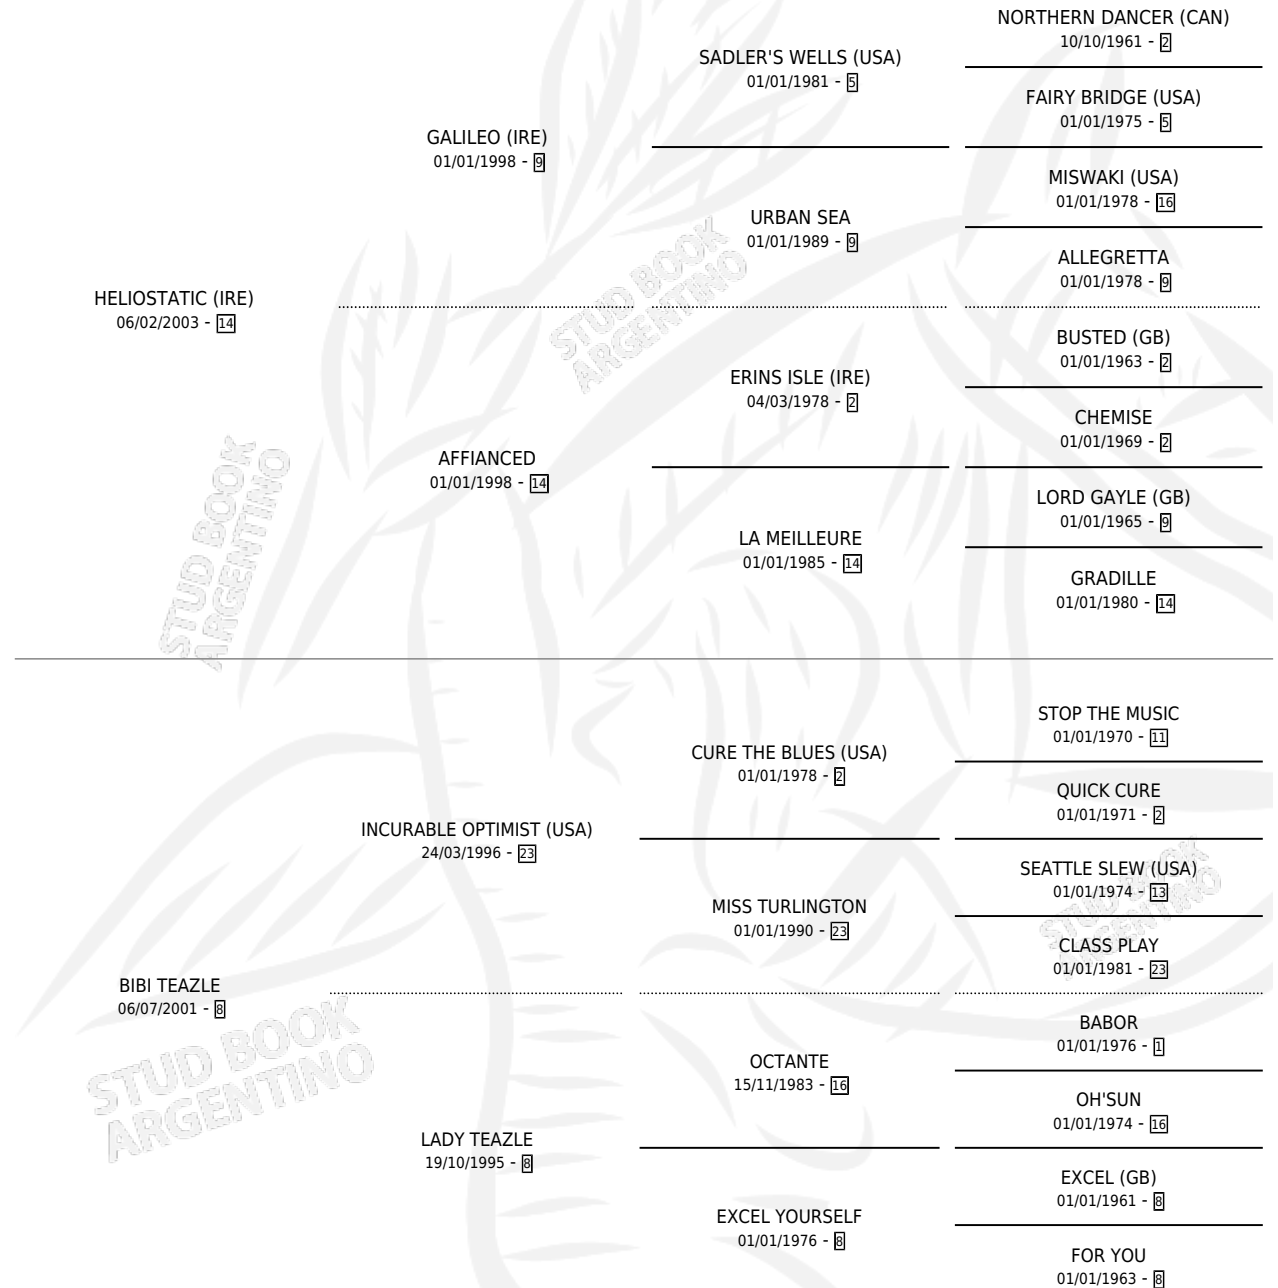 NORTHERN DANCER (CAN)
10/10/1961 - 2
SADLER'S WELLS (USA)
01/01/1981 - 5
FAIRY BRIDGE (USA)
01/01/1975 - 5
GALILEO (IRE)
01/01/1998 - 9
MISWAKI (USA)
01/01/1978 - 16
URBAN SEA
01/01/1989 - 9
ALLEGRETTA
01/01/1978 - 9
HELIOSTATIC (IRE)
06/02/2003 - 14
BUSTED (GB)
01/01/1963 - 2
ERINS ISLE (IRE)
04/03/1978 - 2
CHEMISE
01/01/1969 - 2
AFFIANCED
01/01/1998 - 14
LORD GAYLE (GB)
01/01/1965 - 9
LA MEILLEURE
01/01/1985 - 14
GRADILLE
01/01/1980 - 14
STOP THE MUSIC
01/01/1970 - 11
CURE THE BLUES (USA)
01/01/1978 - 2
QUICK CURE
01/01/1971 - 2
INCURABLE OPTIMIST (USA)
24/03/1996 - 23
SEATTLE SLEW (USA)
01/01/1974 - 13
MISS TURLINGTON
01/01/1990 - 23
CLASS PLAY
01/01/1981 - 23
BIBI TEAZLE
06/07/2001 - 8
BABOR
01/01/1976 - 1
OCTANTE
15/11/1983 - 16
OH'SUN
01/01/1974 - 16
LADY TEAZLE
19/10/1995 - 8
EXCEL (GB)
01/01/1961 - 8
EXCEL YOURSELF
01/01/1976 - 8
FOR YOU
01/01/1963 - 8
STUD BOOK
ARGENTINO
STUD BOOK
ARGENTINO
STUD BOOK
ARGENTINO
STUD BOOK
ARGENTINO